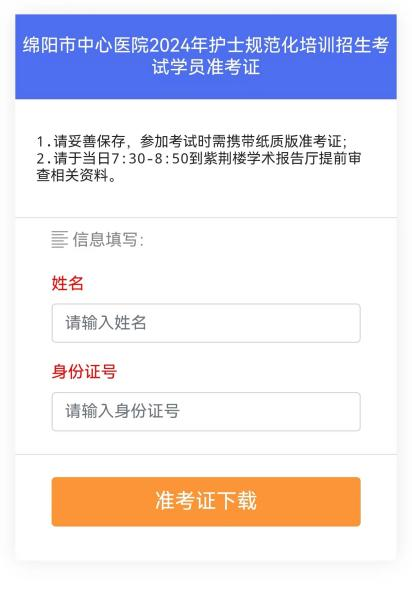 绵阳市中心医院2024年护士规范化培训招生考
试学员准考证
1.请妥善保存，参加考试时需携带纸质版准考证；
2.请于当日7:30-8:50到紫荆楼学术报告厅提前审
查相关资料。
信息填写：
姓名
请输入姓名
身份证号
请输入身份证号
准考证下载